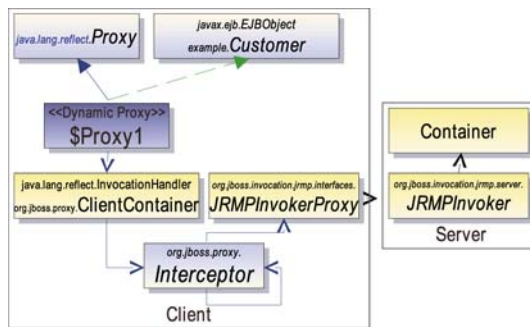 java.lang.reflect.Proxy
javax.ejb.EJBObject
example.Customer
<<Dynamic Proxy>>
$Proxy1
java.lang.reflect.InvocationHandler
org.jboss.proxy.ClientContainer
org.jboss.invocation.jrmp.interfaces.
JRMPInvokerProxy
org.jboss.proxy.
Interceptor
Client
Container
org.jboss.invocation.jrmp.server.
JRMPInvoker
Server